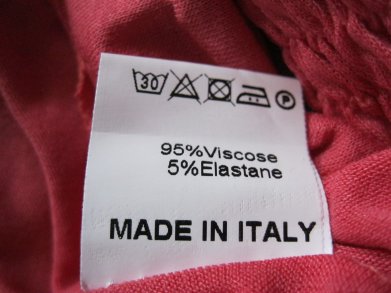 30 P
95%Viscose
5%Elastane
MADE IN ITALY